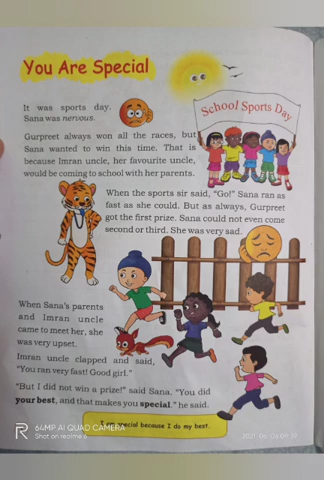 You Are Special
School Sports Day
It was sports day.
Sana was nervous.
Gurpreet always won all the races, but
Sana wanted to win this time. That is
because Imran uncle, her favourite uncle,
would be coming to school with her parents.
When the sports sir said, "Go!" Sana ran as
fast as she could. But as always, Gurpreet
got the first prize. Sana could not even come
second or third. She was very sad.
When Sana's parents
and Imran uncle
came to meet her, she
was very upset.
Imran uncle clapped and said,
"You ran very fast! Good girl."
"But I did not win a prize!" said Sana. "You did
your best, and that makes you special." he said.
I am special because I do my best.
64MP AI QUAD CAMERA
Shot on realme 6